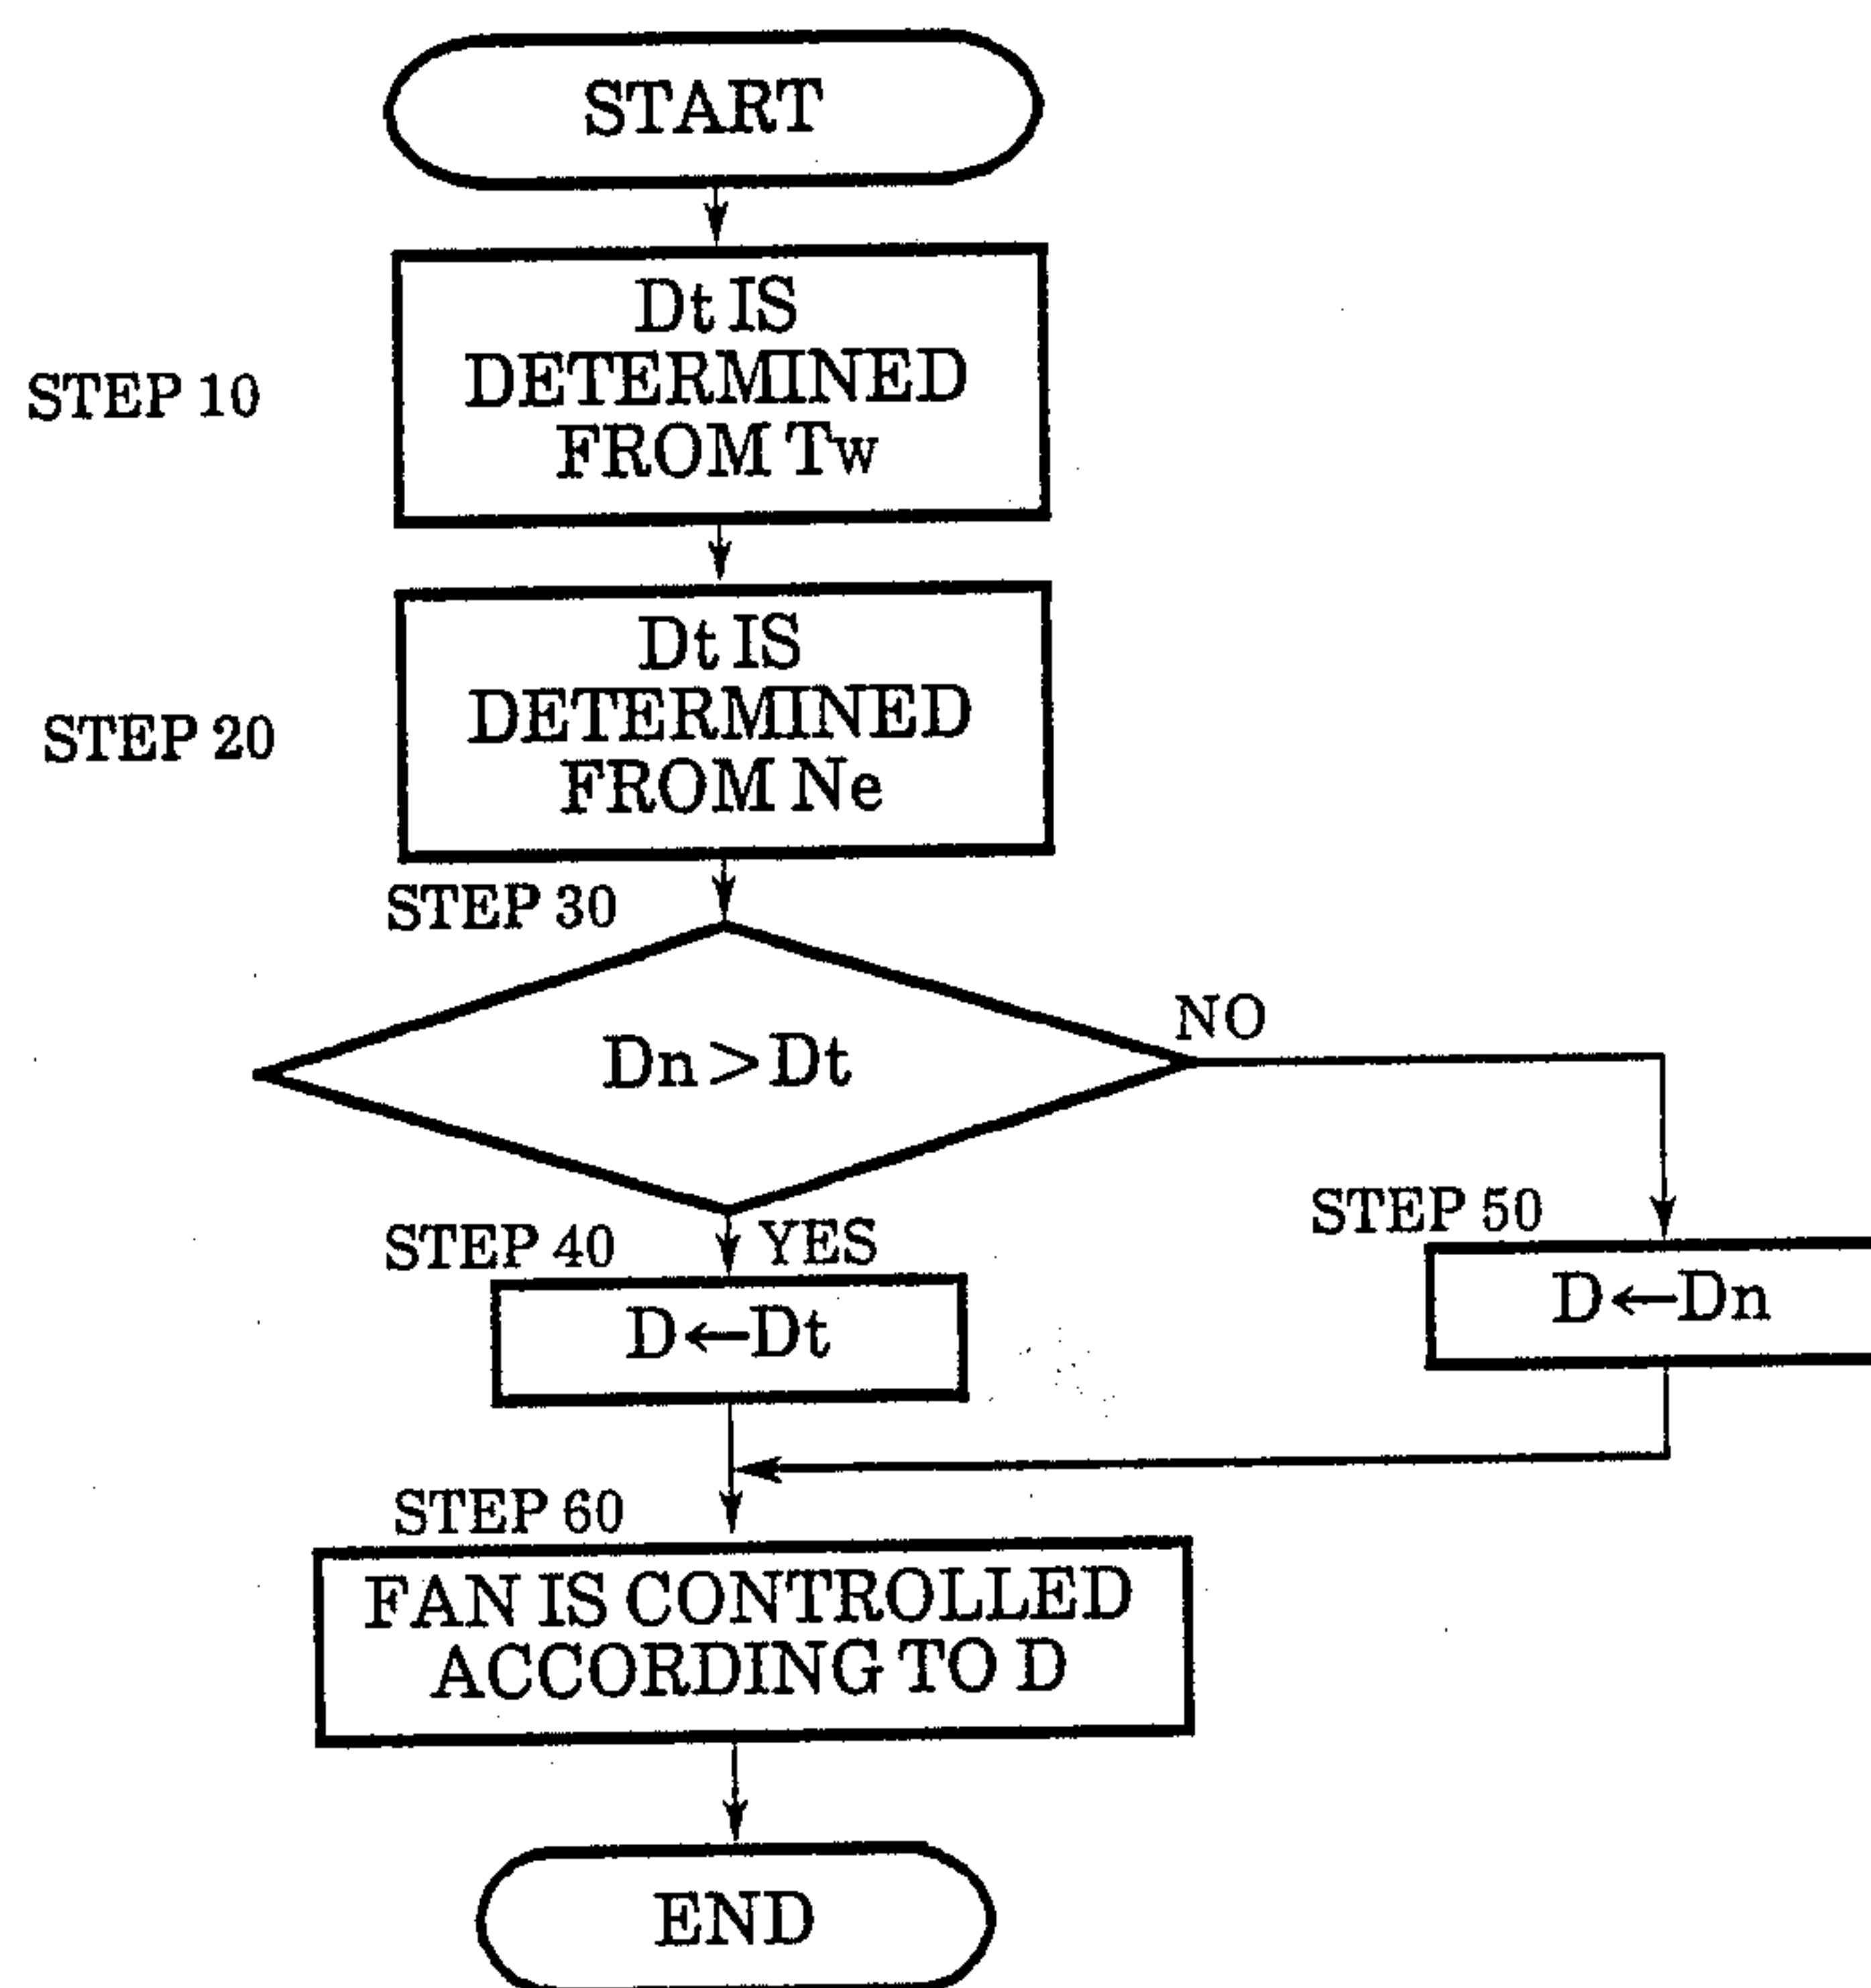 START
STEP 10
Dt IS
DETERMINED
FROM Tw
STEP 20
Dt IS
DETERMINED
FROM Ne
STEP 30
Dn > Dt
NO
STEP 40
YES
D←Dt
STEP 50
D←Dn
STEP 60
FAN IS CONTROLLED
ACCORDING TO D
END